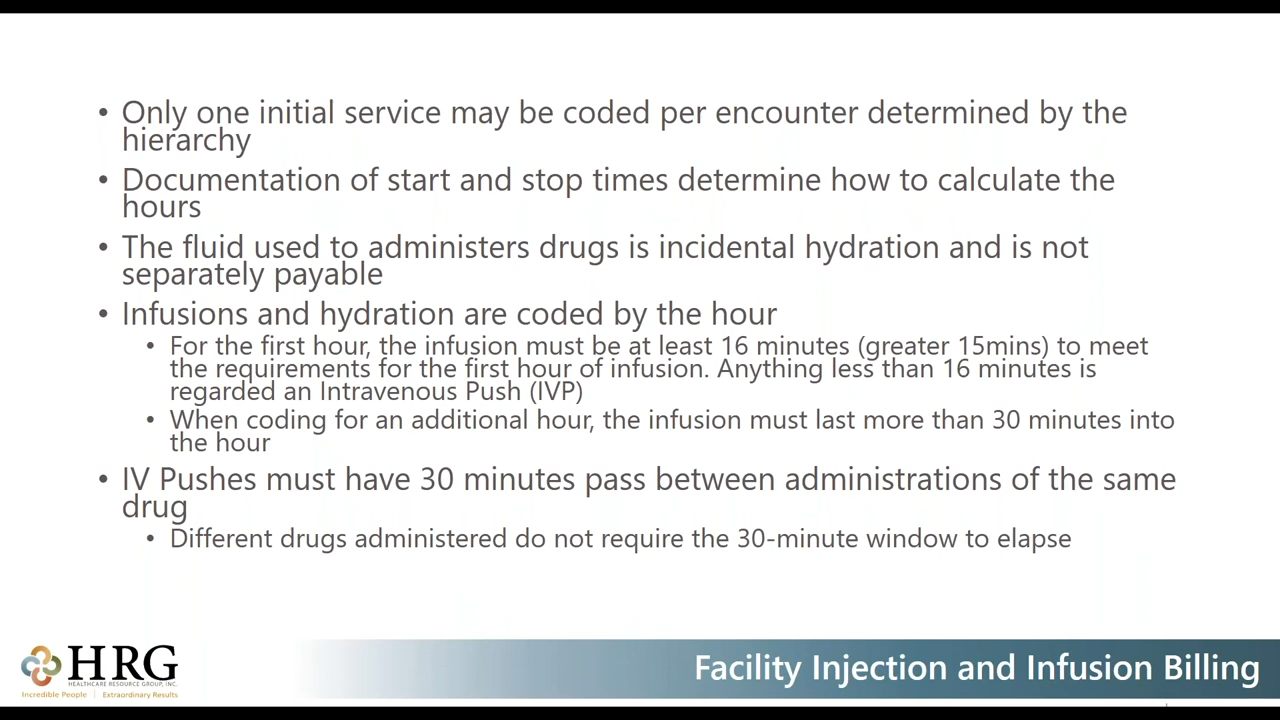 • Only one initial service may be coded per encounter determined by the
hierarchy
• Documentation of start and stop times determine how to calculate the
hours
• The fluid used to administers drugs is incidental hydration and is not
separately payable
• Infusions and hydration are coded by the hour
• For the first hour, the infusion must be at least 16 minutes (greater 15mins) to meet
the requirements for the first hour of infusion. Anything less than 16 minutes is
regarded an Intravenous Push (IVP)
• When coding for an additional hour, the infusion must last more than 30 minutes into
the hour
• IV Pushes must have 30 minutes pass between administrations of the same
drug
• Different drugs administered do not require the 30-minute window to elapse
HRG
HEALTHCARE RESOURCE GROUP, INC.
Incredible People | Extraordinary Results
Facility Injection and Infusion Billing